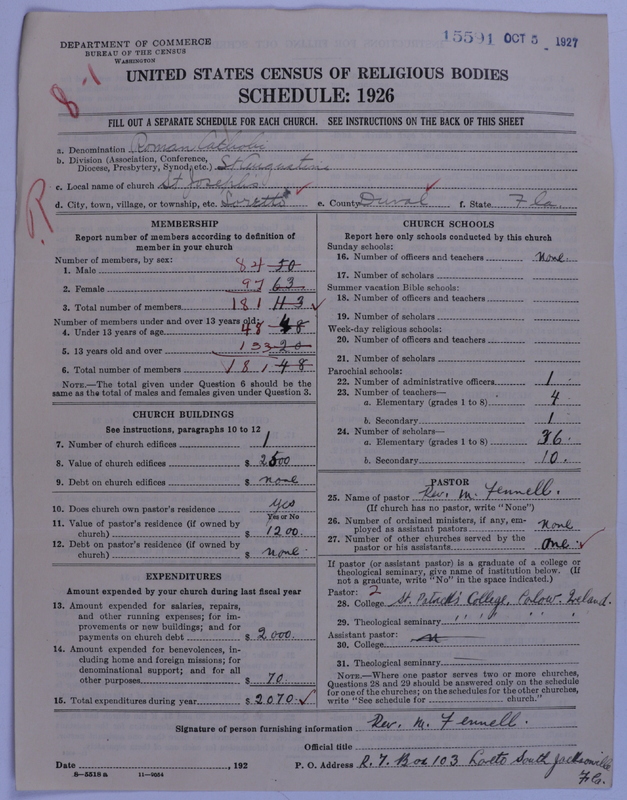 15591 OCT 5 1927
DEPARTMENT OF COMMERCE
BUREAU OF THE CENSUS
WASHINGTON
8-1
UNITED STATES CENSUS OF RELIGIOUS BODIES
SCHEDULE: 1926
FILL OUT A SEPARATE SCHEDULE FOR EACH CHURCH. SEE INSTRUCTIONS ON THE BACK OF THIS SHEET
R
a. Denomination Roman Catholic
b. Division (Association, Conference,
Diocese, Presbytery, Synod, etc.) St Augustine
c. Local name of church St Josephs
d. City, town, village, or township, etc. Loretto e. County Duval f. State Fla.
MEMBERSHIP
Report number of members according to definition of
member in your church
Number of members, by sex:
1. Male 84 50
2. Female 97 63
3. Total number of members 181 113
Number of members under and over 13 years old:
4. Under 13 years of age 48
5. 13 years old and over 133 20
6. Total number of members 181 48
NOTE.—The total given under Question 6 should be the
same as the total of males and females given under Question 3.
CHURCH BUILDINGS
See instructions, paragraphs 10 to 12
7. Number of church edifices 1
8. Value of church edifices $ 2500
9. Debt on church edifices $ none
10. Does church own pastor's residence yes
Yes or No
11. Value of pastor's residence (if owned by
church) $ 1200.
12. Debt on pastor's residence (if owned by
church) $ none.
EXPENDITURES
Amount expended by your church during last fiscal year
13. Amount expended for salaries, repairs,
and other running expenses; for im-
provements or new buildings; and for
payments on church debt $ 2000.
14. Amount expended for benevolences, in-
cluding home and foreign missions; for
denominational support; and for all
other purposes $ 70.
15. Total expenditures during year $ 2070.
CHURCH SCHOOLS
Report here only schools conducted by this church
Sunday schools:
16. Number of officers and teachers none.
17. Number of scholars
Summer vacation Bible schools:
18. Number of officers and teachers
19. Number of scholars
Week-day religious schools:
20. Number of officers and teachers
21. Number of scholars
Parochial schools:
22. Number of administrative officers 1
23. Number of teachers—
a. Elementary (grades 1 to 8) 4
b. Secondary 1
24. Number of scholars—
a. Elementary (grades 1 to 8) 36.
b. Secondary 10.
PASTOR
25. Name of pastor Rev. M. Fennell.
(If church has no pastor, write "None")
26. Number of ordained ministers, if any, em-
ployed as assistant pastors none
27. Number of other churches served by the
pastor or his assistants one.
If pastor (or assistant pastor) is a graduate of a college or
theological seminary, give name of institution below. (If
not a graduate, write "No" in the space indicated.)
Pastor: 2
28. College St. Patrick's College, Ireland.
29. Theological seminary " " " "
Assistant pastor:
30. College
31. Theological seminary
NOTE.—Where one pastor serves two or more churches,
Questions 28 and 29 should be answered only on the schedule
for one of the churches; on the schedules for the other churches,
write "See schedule for church."
Signature of person furnishing information Rev. M. Fennell.
Official title
Date , 192 P. O. Address R. 7. Box 103 Loreto South Jacksonville
Fla.
8-5518 a 11-9054